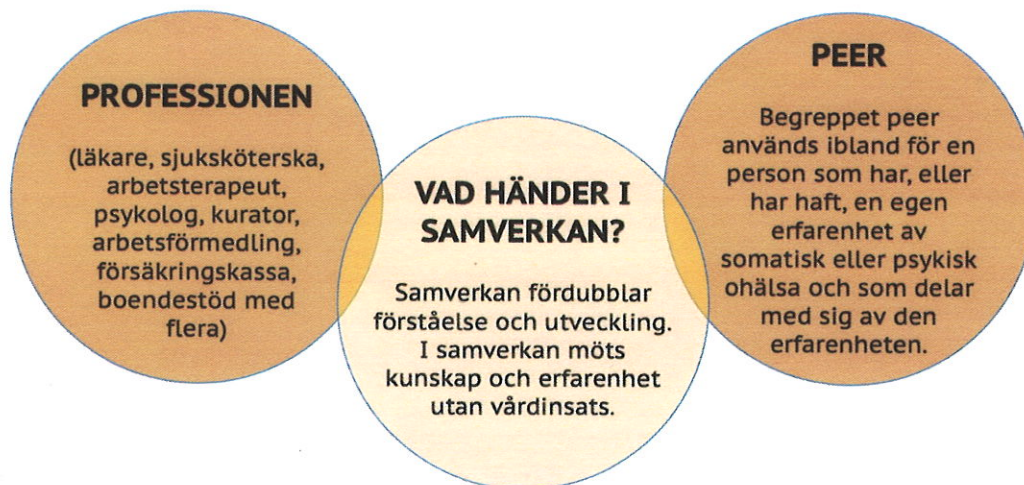 PROFESSIONEN
(läkare, sjuksköterska,
arbetsterapeut,
psykolog, kurator,
arbetsförmedling,
försäkringskassa,
boendestöd med
flera)
VAD HÄNDER I
SAMVERKAN?
Samverkan fördubblar
förståelse och utveckling.
I samverkan möts
kunskap och erfarenhet
utan vårdinsats.
PEER
Begreppet peer
används ibland för en
person som har, eller
har haft, en egen
erfarenhet av
somatisk eller psykisk
ohälsa och som delar
med sig av den
erfarenheten.